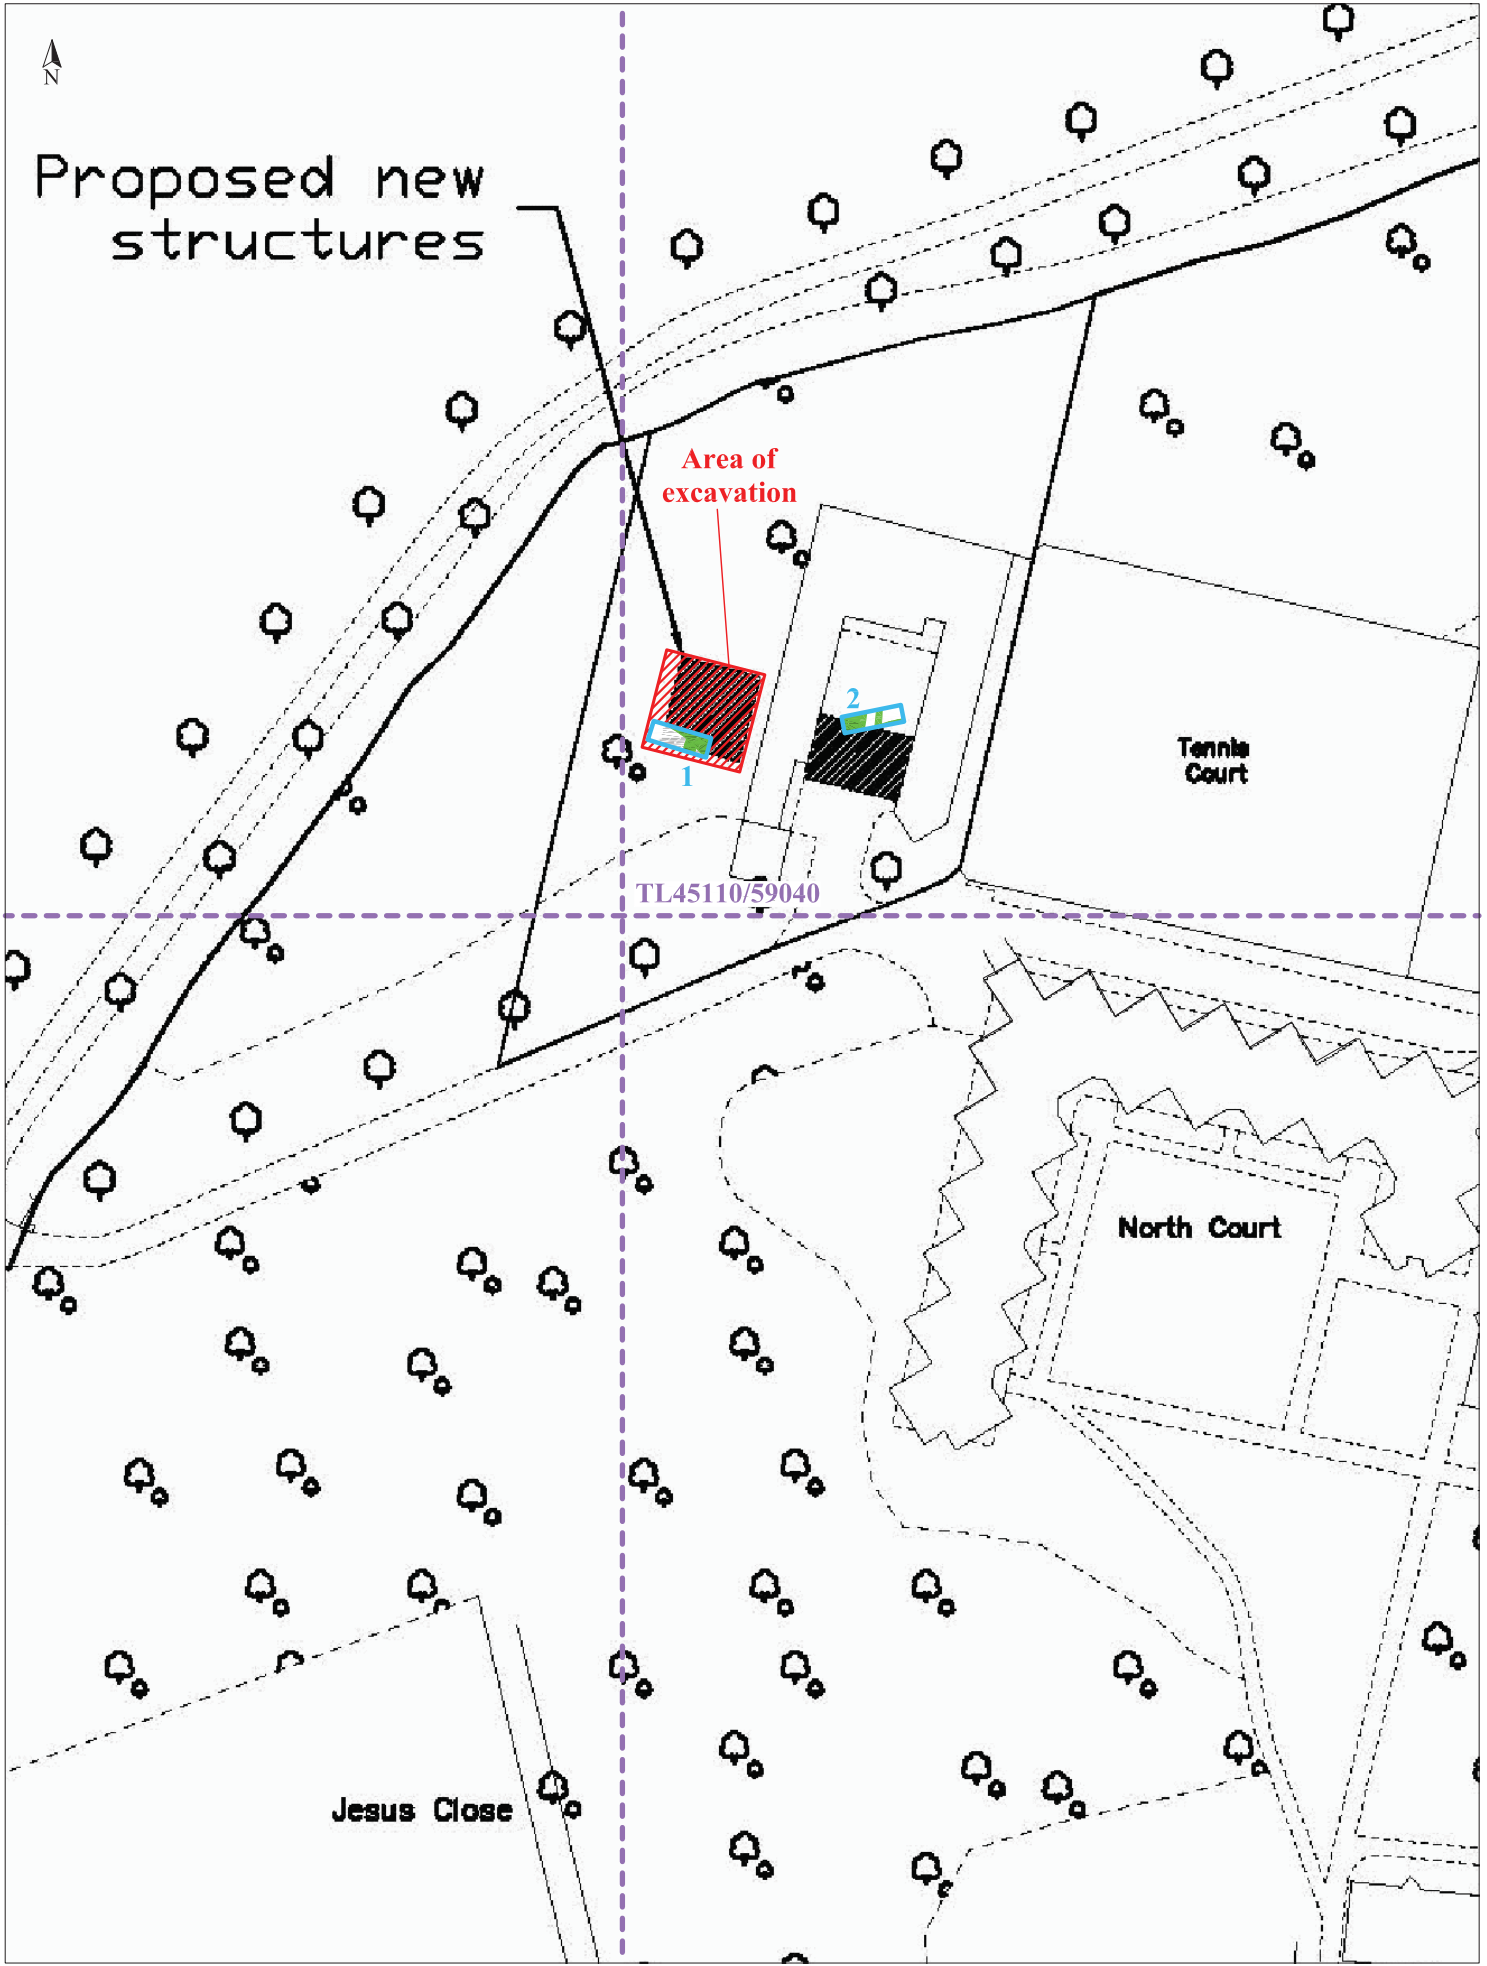 N
Proposed new
structures
Area of
excavation
2
1
Tennis
Court
TL45110/59040
North Court
Jesus Close